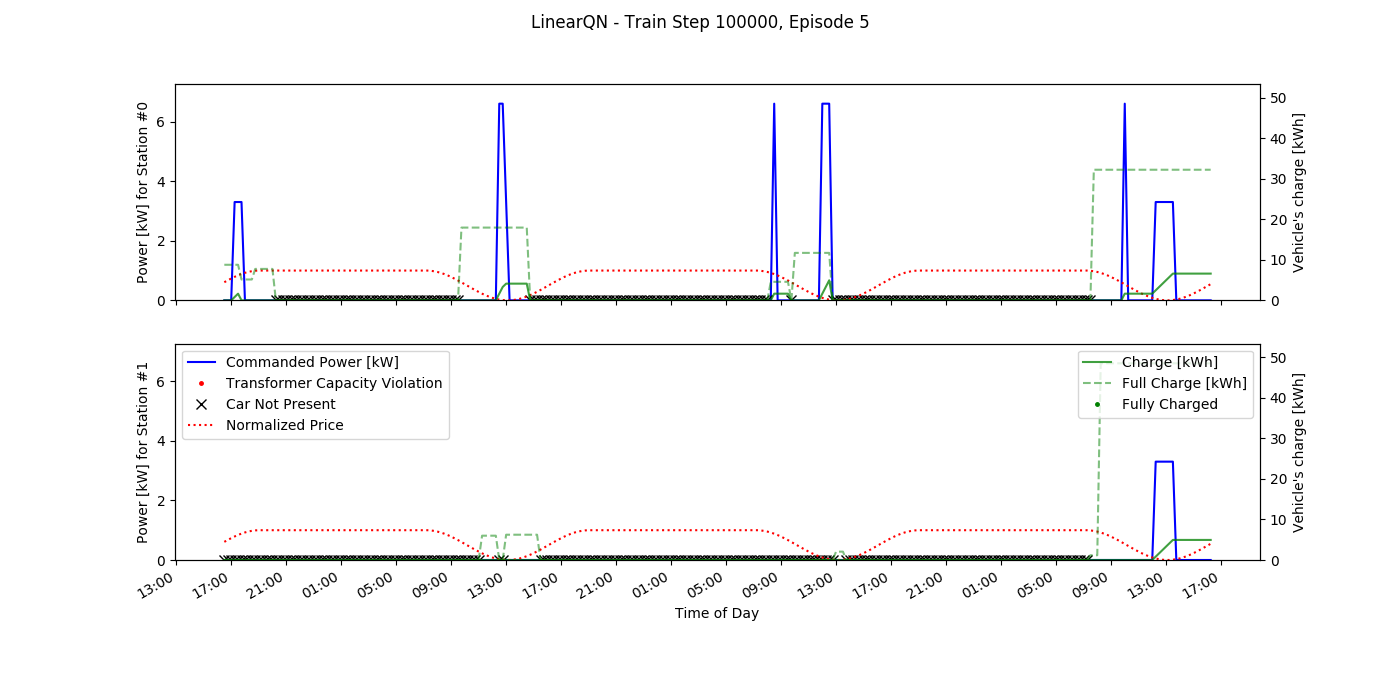 LinearQN - Train Step 100000, Episode 5
Power [kW] for Station #0
6
4
2
0
50
40
30
20
10
0
Vehicle's charge [kWh]
Power [kW] for Station #1
6
4
2
0
Commanded Power [kW]
Transformer Capacity Violation
Car Not Present
Normalized Price
Charge [kWh]
Full Charge [kWh]
Fully Charged
50
40
30
20
10
0
Vehicle's charge [kWh]
13:00 17:00 21:00 01:00 05:00 09:00 13:00 17:00 21:00 01:00 05:00 09:00 13:00 17:00 21:00 01:00 05:00 09:00 13:00 17:00
Time of Day